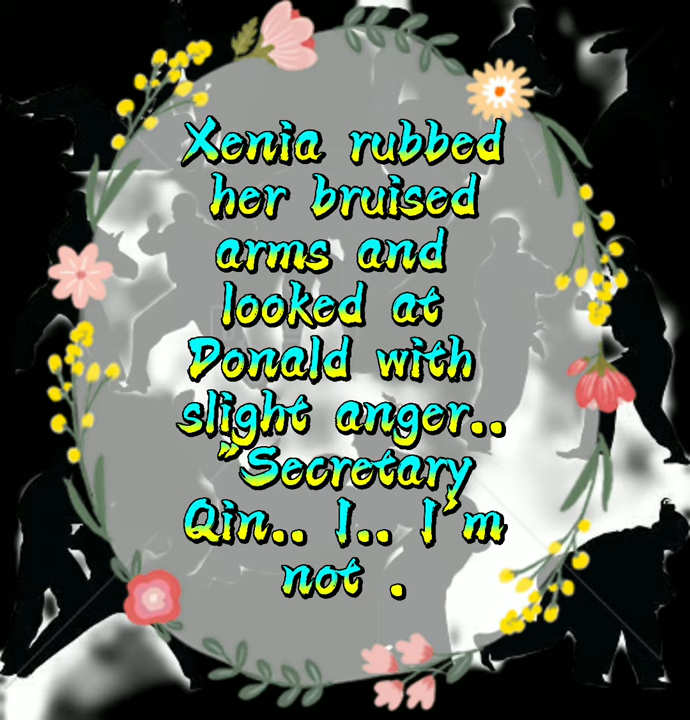 Xenia rubbed
her bruised
arms and
looked at
Donald with
slight anger..
"Secretary
Qin.. I.. I'm
not .